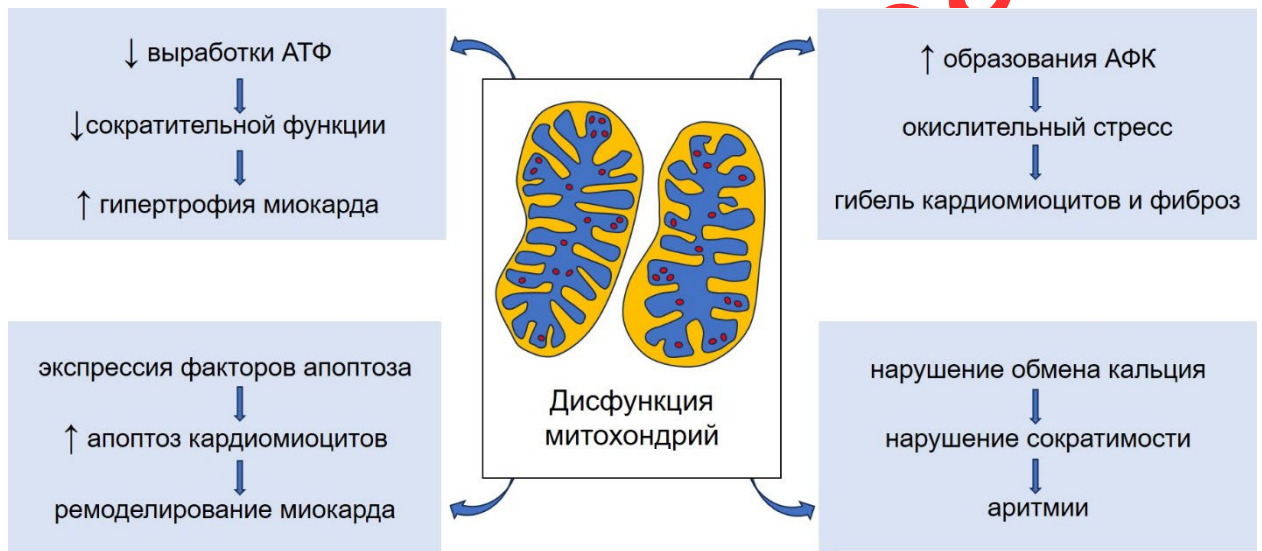 ↓ выработки АТФ
↓сократительной функции
↑ гипертрофия миокарда
↑ образования АФК
окислительный стресс
гибель кардиомиоцитов и фиброз
экспрессия факторов апоптоза
↑ апоптоз кардиомиоцитов
ремоделирование миокарда
Дисфункция
митохондрий
нарушение обмена кальция
нарушение сократимости
аритмии